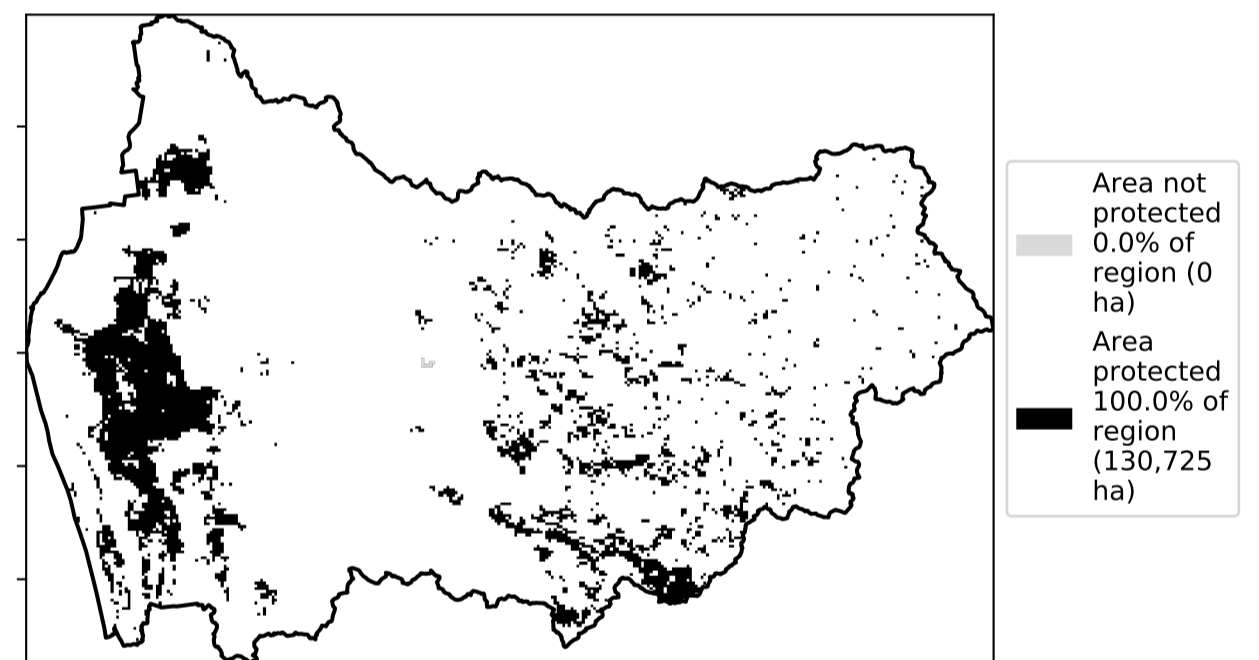 Area not
protected
0.0% of
region (0
ha)
Area
protected
100.0% of
region
(130,725
ha)